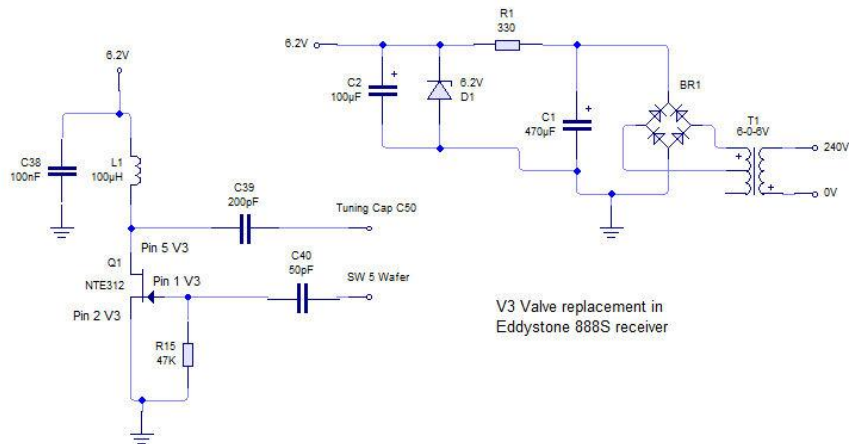 R1
330
6.2V
6.2V
C2
100µF
+
6.2V
D1
C1
470µF
+
BR1
T1
6-0-6V
+
+
240V
0V
C38
100nF
L1
100µH
C39
200pF
Tuning Cap C50
Pin 5 V3
Q1
NTE312
Pin 1 V3
C40
50pF
SW 5 Wafer
Pin 2 V3
R15
47K
V3 Valve replacement in
Eddystone 888S receiver